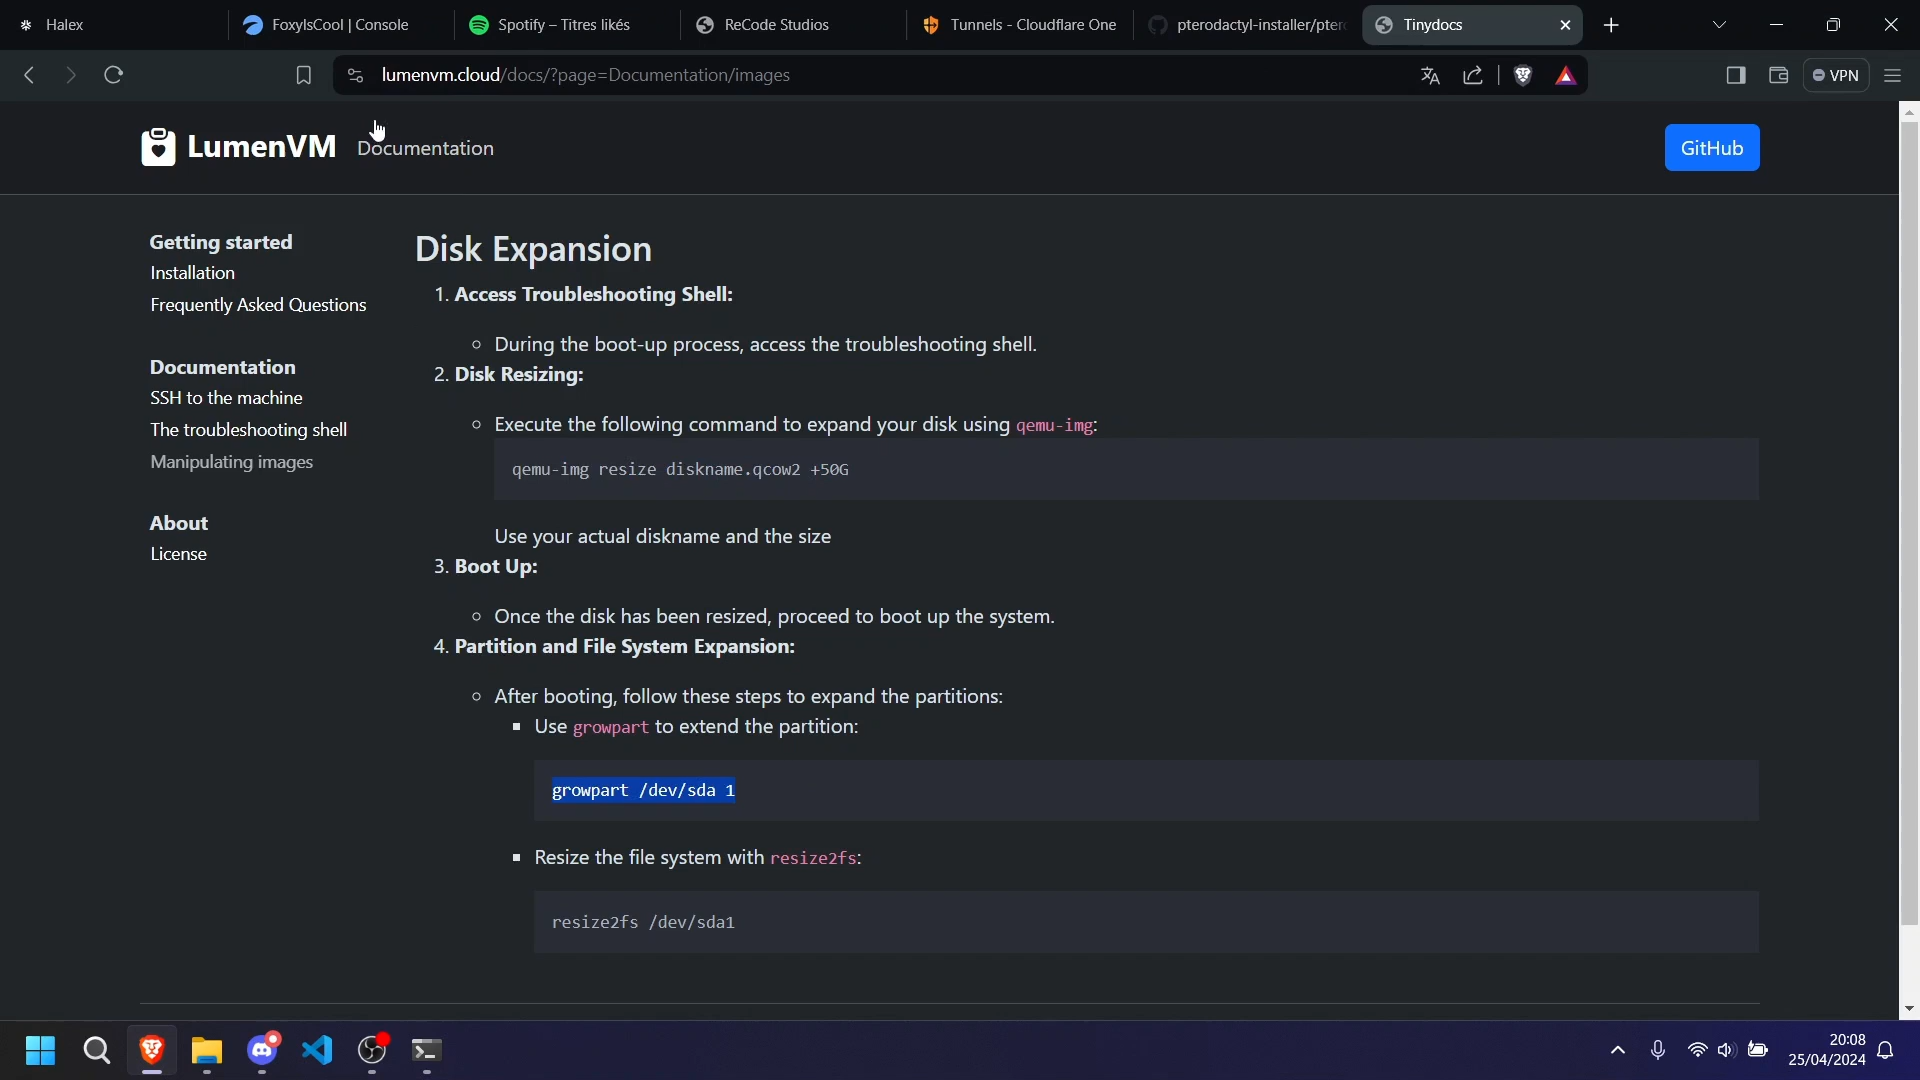 Halex
FoxyIsCool | Console
Spotify – Titres likés
ReCode Studios
Tunnels - Cloudflare One
pterodactyl-installer/pter
Tinydocs
lumenvm.cloud/docs/?page=Documentation/images
VPN
LumenVM
Documentation
GitHub
Getting started
Installation
Frequently Asked Questions
Documentation
SSH to the machine
The troubleshooting shell
Manipulating images
About
License
Disk Expansion
1. Access Troubleshooting Shell:
During the boot-up process, access the troubleshooting shell.
2. Disk Resizing:
Execute the following command to expand your disk using qemu-img:
qemu-img resize diskname.qcow2 +50G
Use your actual diskname and the size
3. Boot Up:
Once the disk has been resized, proceed to boot up the system.
4. Partition and File System Expansion:
After booting, follow these steps to expand the partitions:
Use growpart to extend the partition:
growpart /dev/sda 1
Resize the file system with resize2fs:
resize2fs /dev/sda1
20:08
25/04/2024